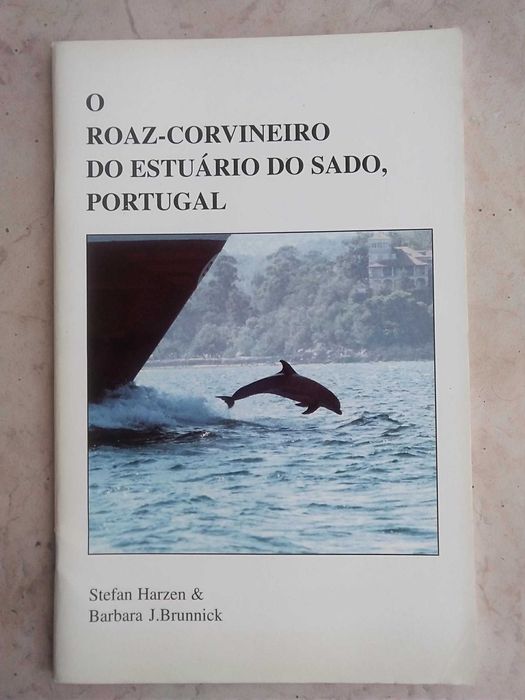 O
ROAZ-CORVINEIRO
DO ESTUÁRIO DO SADO,
PORTUGAL
Stefan Harzen &
Barbara J.Brunnick